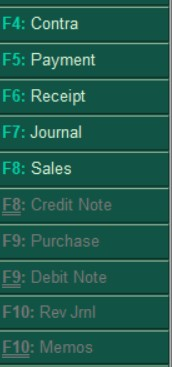 F4: Contra
F5: Payment
F6: Receipt
F7: Journal
F8: Sales
F8: Credit Note
F9: Purchase
F9: Debit Note
F10: Rev Jrnl
F10: Memos